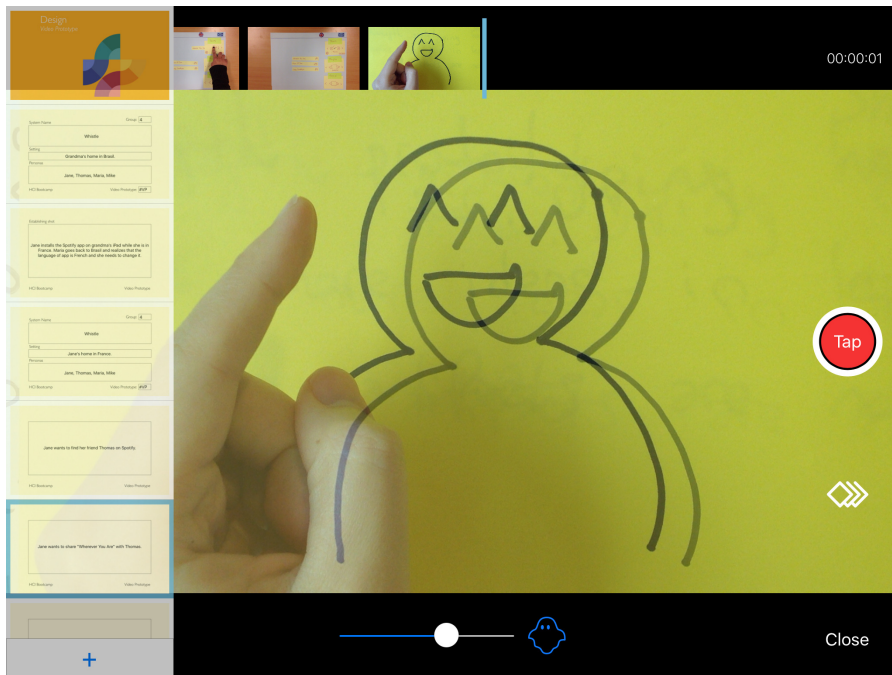 Design
Video Prototype
00:00:01
System Name
Group: A
Whistle
Setting
Grandma's home in Brasil.
Persona
Jane, Thomas, Maria, Mike
HCI Bootcamp
Video Prototype #VP
Establishing shot
Jane installs the Spotify app on grandma's iPad while she is in
France. Maria goes back to Brasil and realizes that the
language of app is French and she needs to change it.
HCI Bootcamp
Video Prototype
System Name
Group: A
Whistle
Setting
Jane's home in France.
Persona
Jane, Thomas, Maria, Mike
HCI Bootcamp
Video Prototype #VP
Jane wants to find her friend Thomas on Spotify.
HCI Bootcamp
Video Prototype
Jane wants to share "Wherever You Are" with Thomas.
HCI Bootcamp
Video Prototype
+
Tap
Close